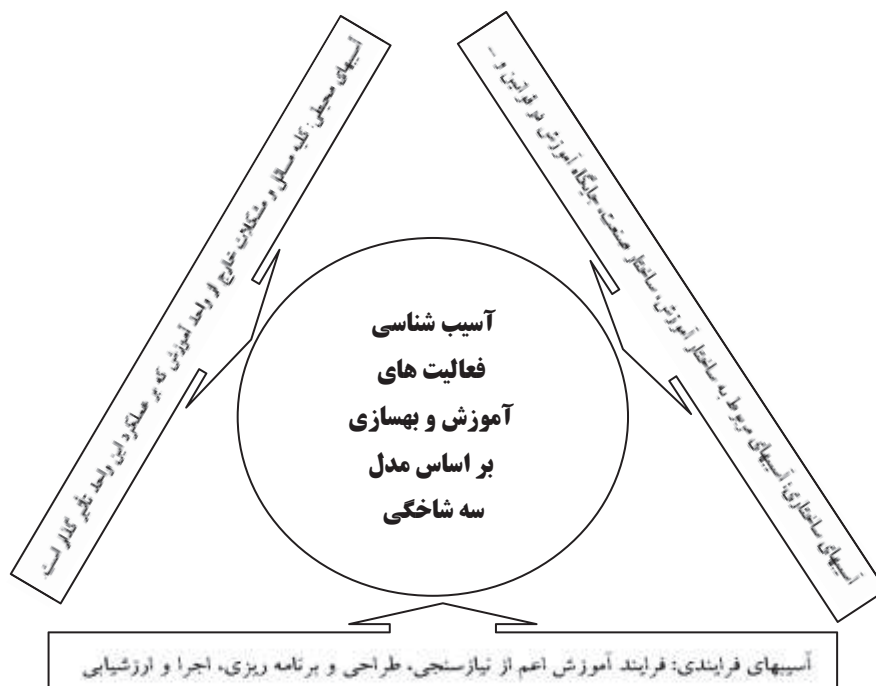 آسیبهای محیطی: کلیه مسائل و مشکلات خارج از واحد آموزش که بر عملکرد این واحد تأثیر گذار است.
آسیبهای ساختاری: آسیبهای مربوط به ساختار آموزش، ساختار صنعت، جایگاه آموزش در قوانین و ...
آسیب شناسی
فعالیت های
آموزش و بهسازی
بر اساس مدل
سه شاخگی
آسیبهای فرایندی: فرایند آموزش اعم از نیازسنجی، طراحی و برنامه ریزی، اجرا و ارزشیابی